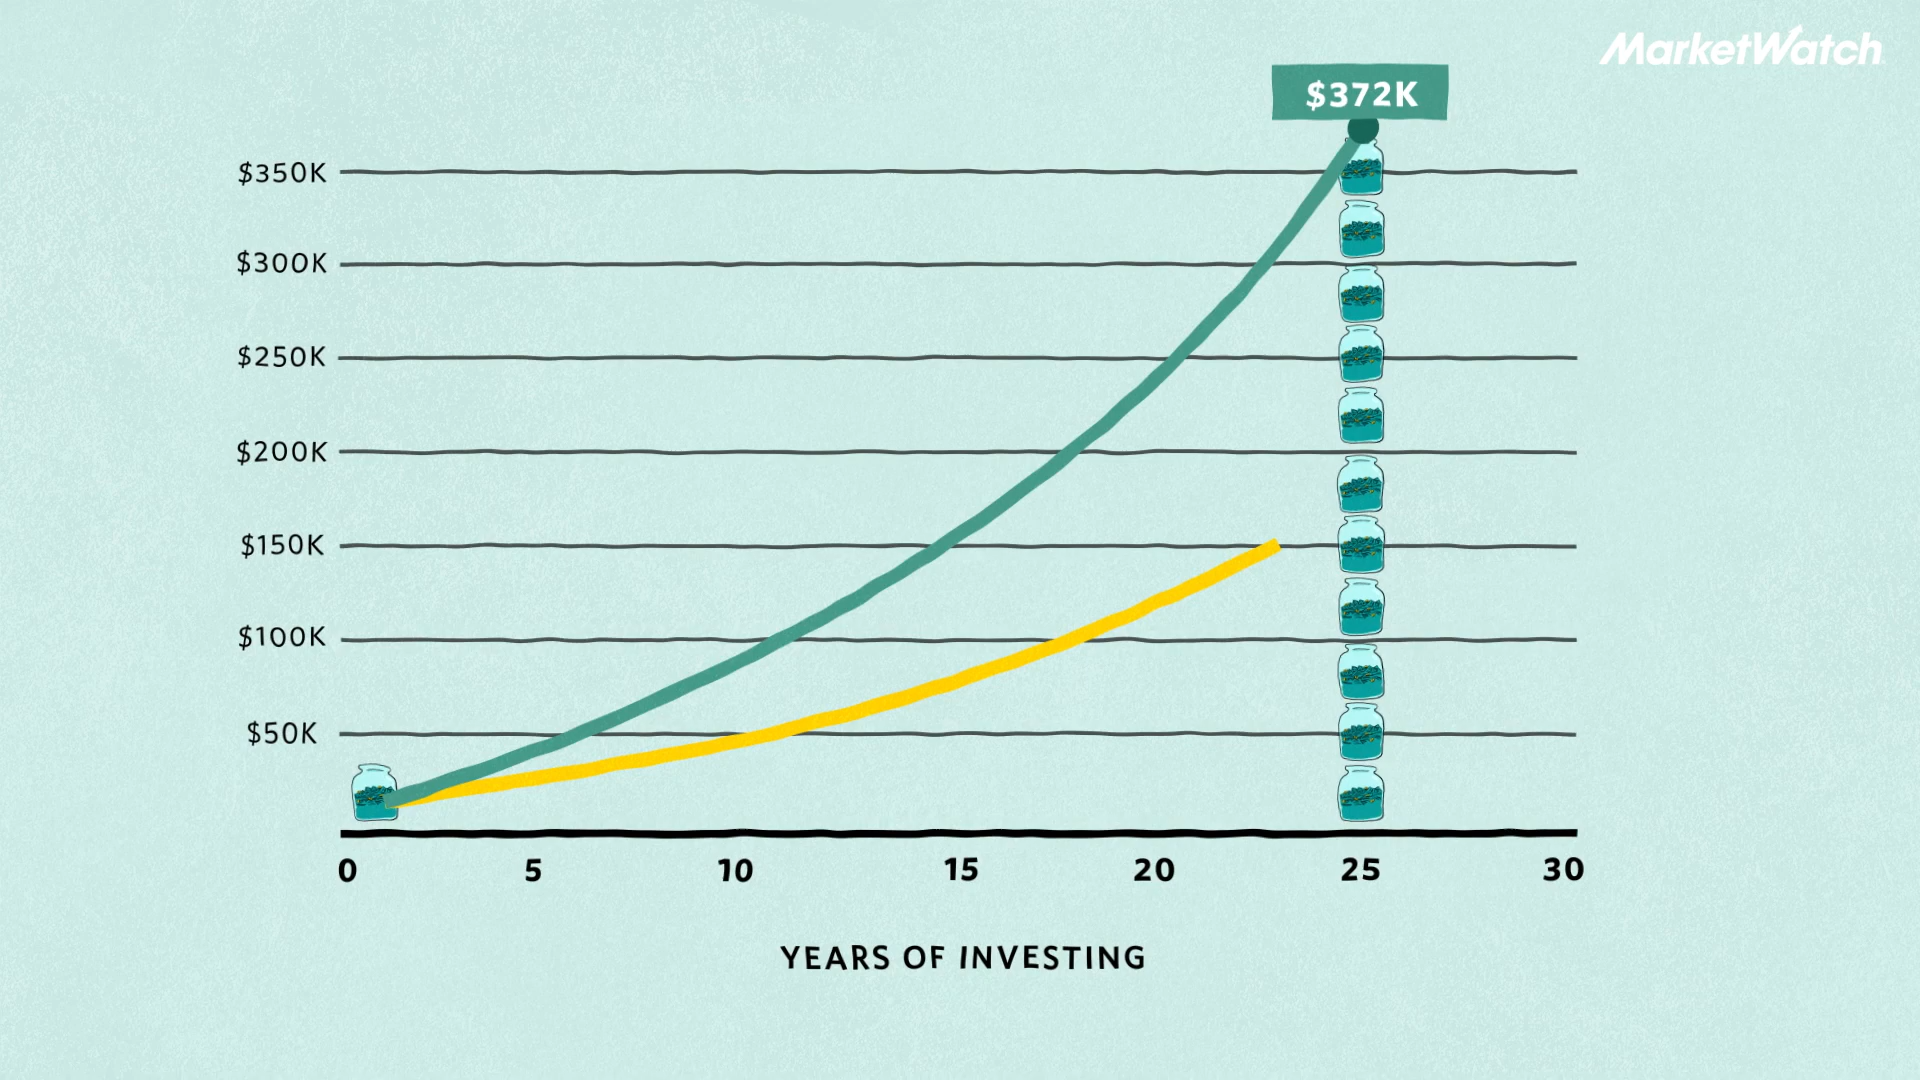 MarketWatch
$372K
$350K
$300K
$250K
$200K
$150K
$100K
$50K
0 5 10 15 20 25 30
YEARS OF INVESTING